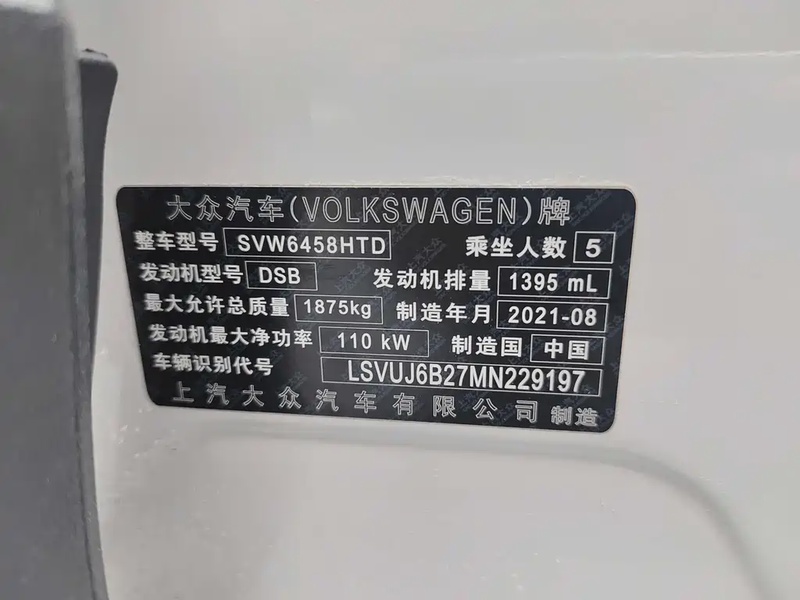 大众汽车(VOLKSWAGEN)牌
整车型号 SVW6458HTD 乘坐人数 5
发动机型号 DSB 发动机排量 1395 mL
最大允许总质量 1875kg 制造年月 2021-08
发动机最大净功率 110 kW 制造国 中国
车辆识别代号 LSVUJ6B27MN229197
上汽大众汽车有限公司 制造